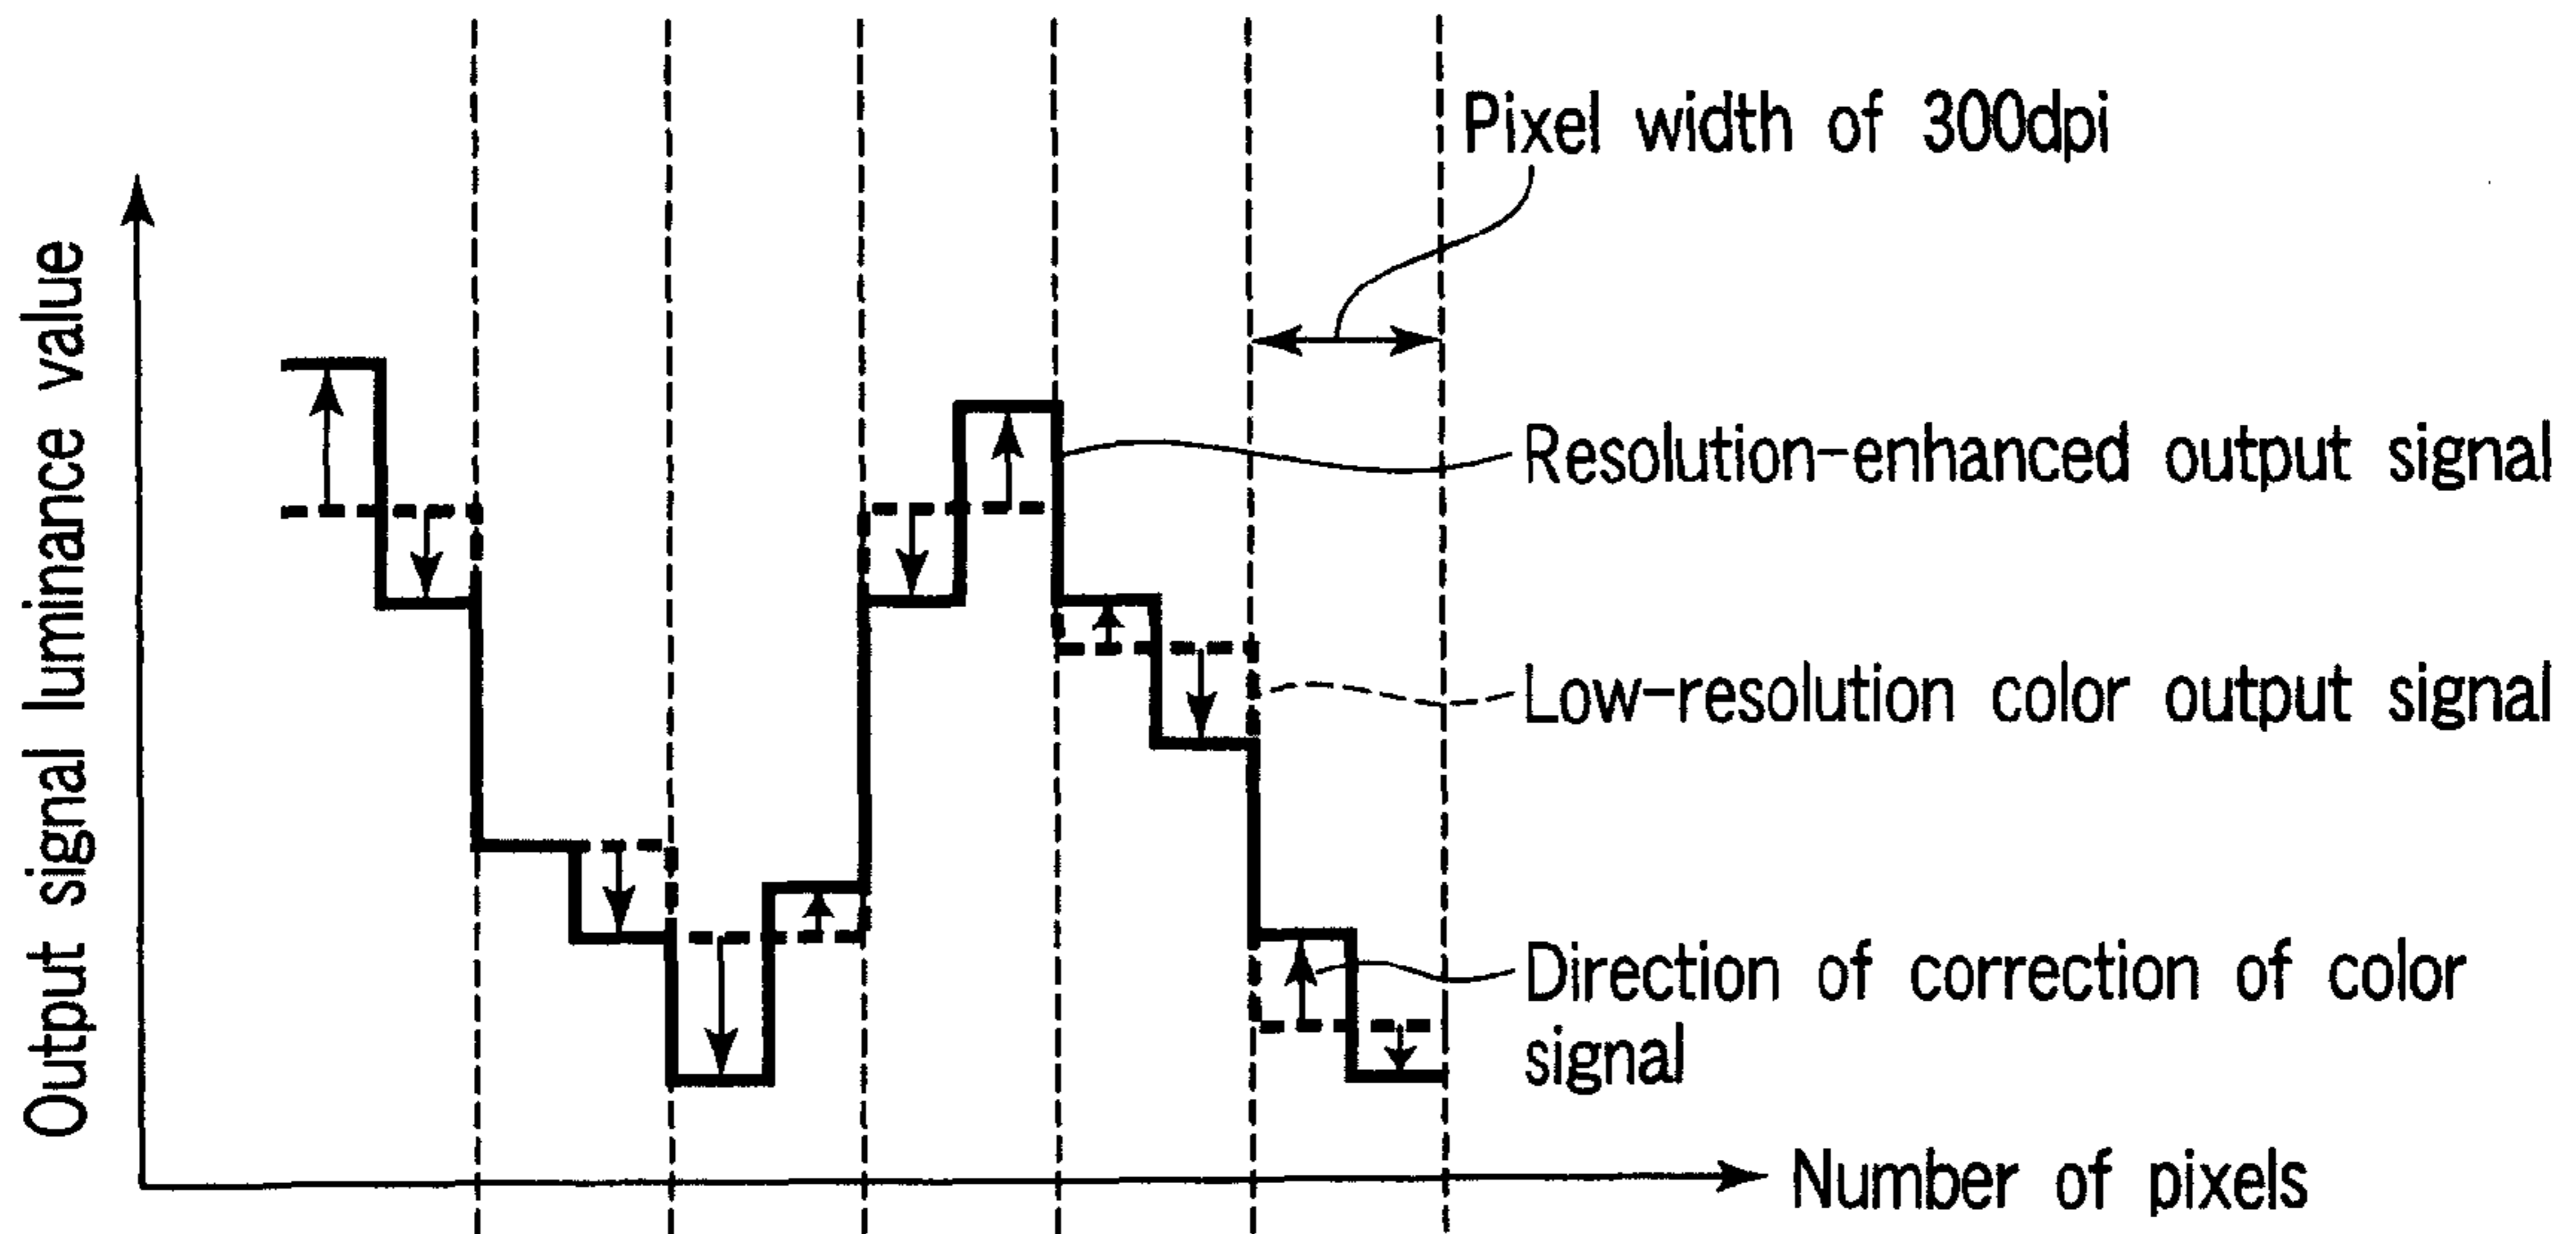 Pixel width of 300dpi
Output signal luminance value
Resolution-enhanced output signal
Low-resolution color output signal
Direction of correction of color
signal
Number of pixels